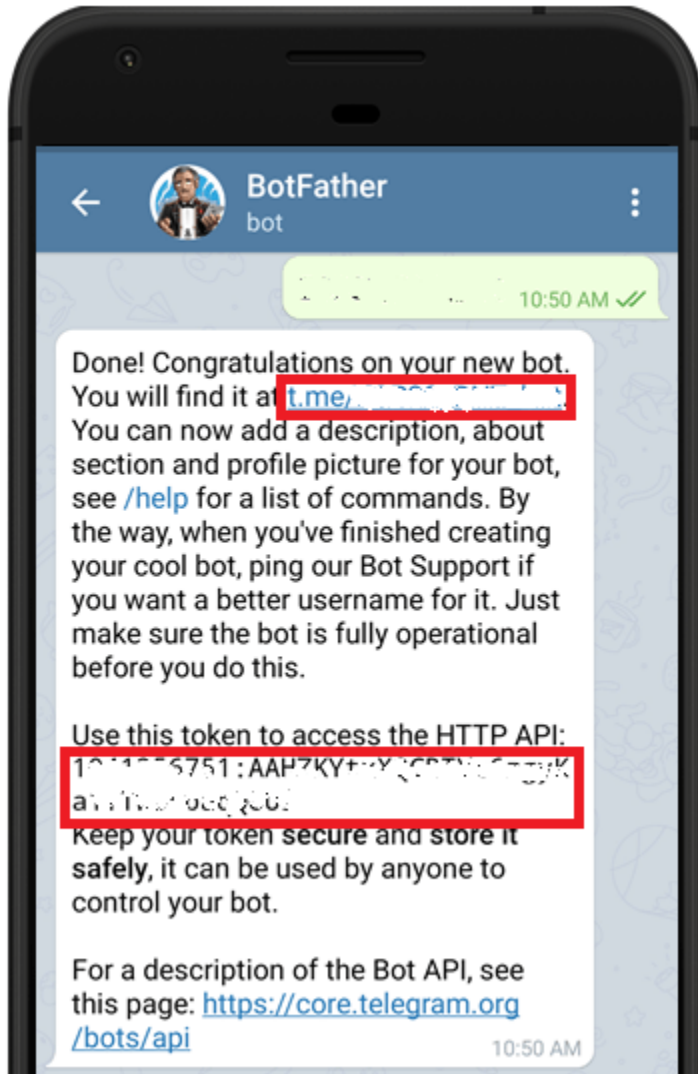 BotFather
bot
10:50 AM
Done! Congratulations on your new bot.
You will find it at t.me/
You can now add a description, about
section and profile picture for your bot,
see /help for a list of commands. By
the way, when you've finished creating
your cool bot, ping our Bot Support if
you want a better username for it. Just
make sure the bot is fully operational
before you do this.
Use this token to access the HTTP API:
Keep your token secure and store it
safely, it can be used by anyone to
control your bot.
For a description of the Bot API, see
this page: https://core.telegram.org
/bots/api
10:50 AM